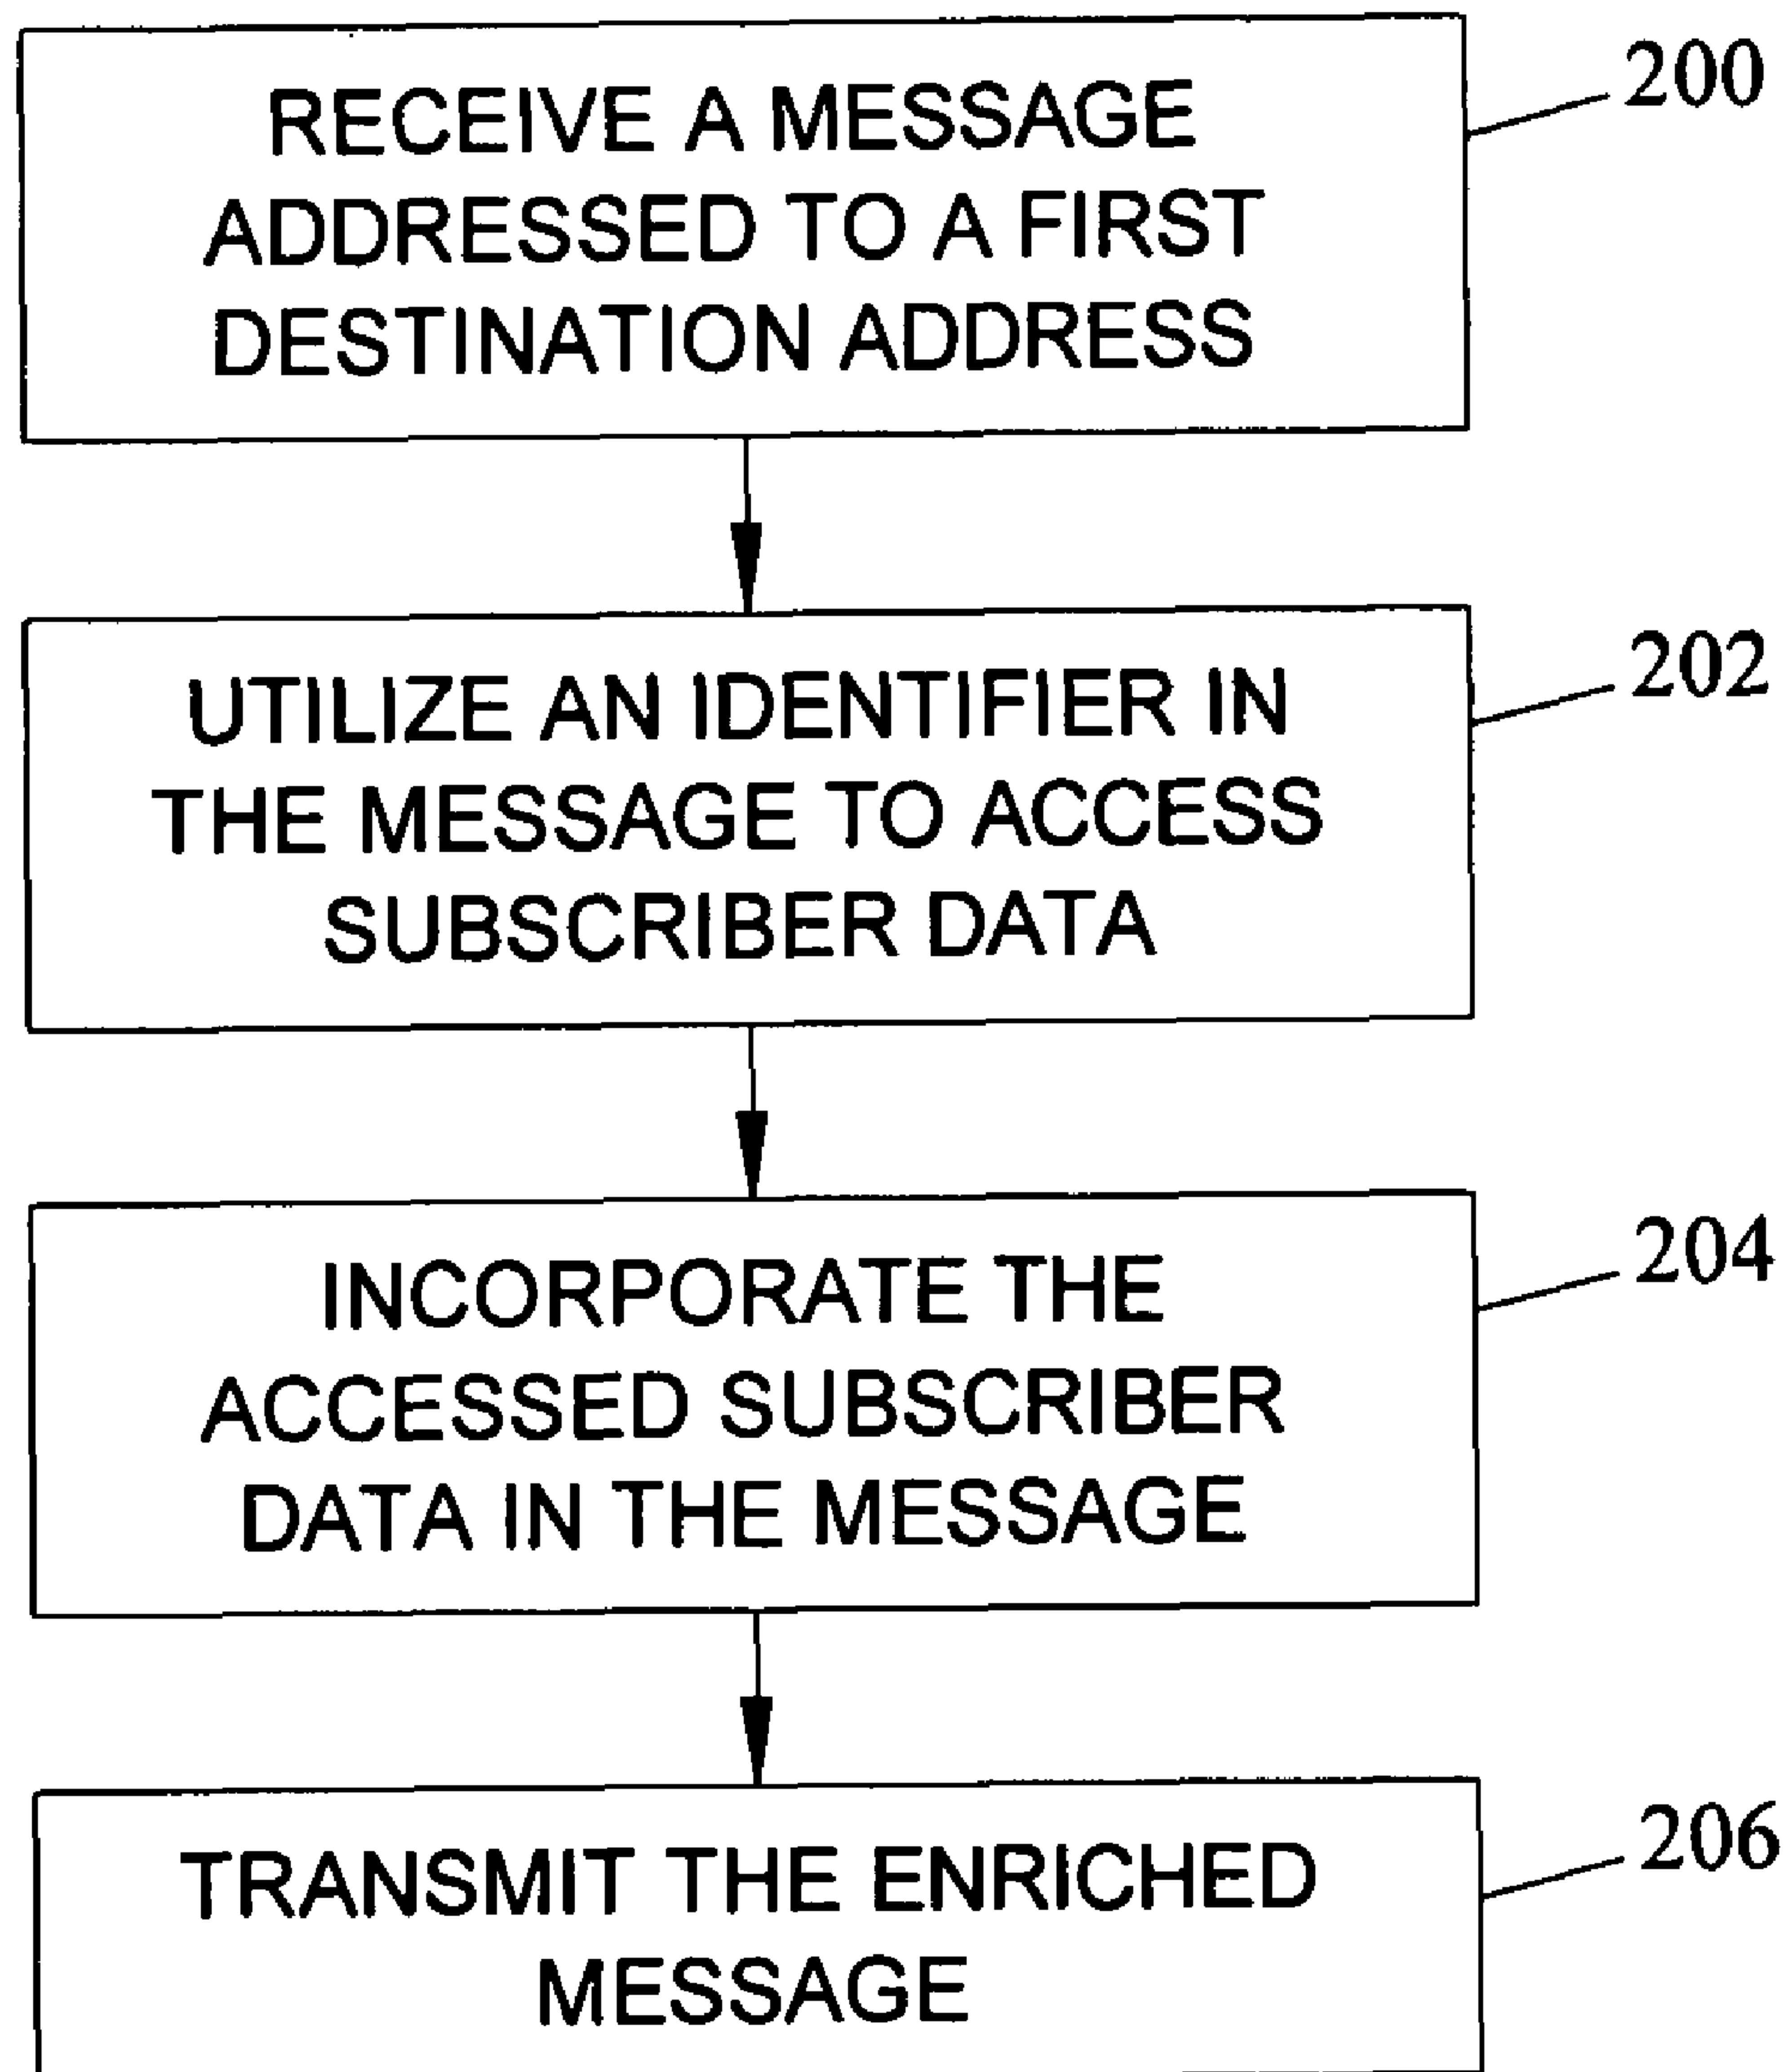 RECEIVE A MESSAGE
ADDRESSED TO A FIRST
DESTINATION ADDRESS
200
UTILIZE AN IDENTIFIER IN
THE MESSAGE TO ACCESS
SUBSCRIBER DATA
202
INCORPORATE THE
ACCESSED SUBSCRIBER
DATA IN THE MESSAGE
204
TRANSMIT THE ENRICHED
MESSAGE
206